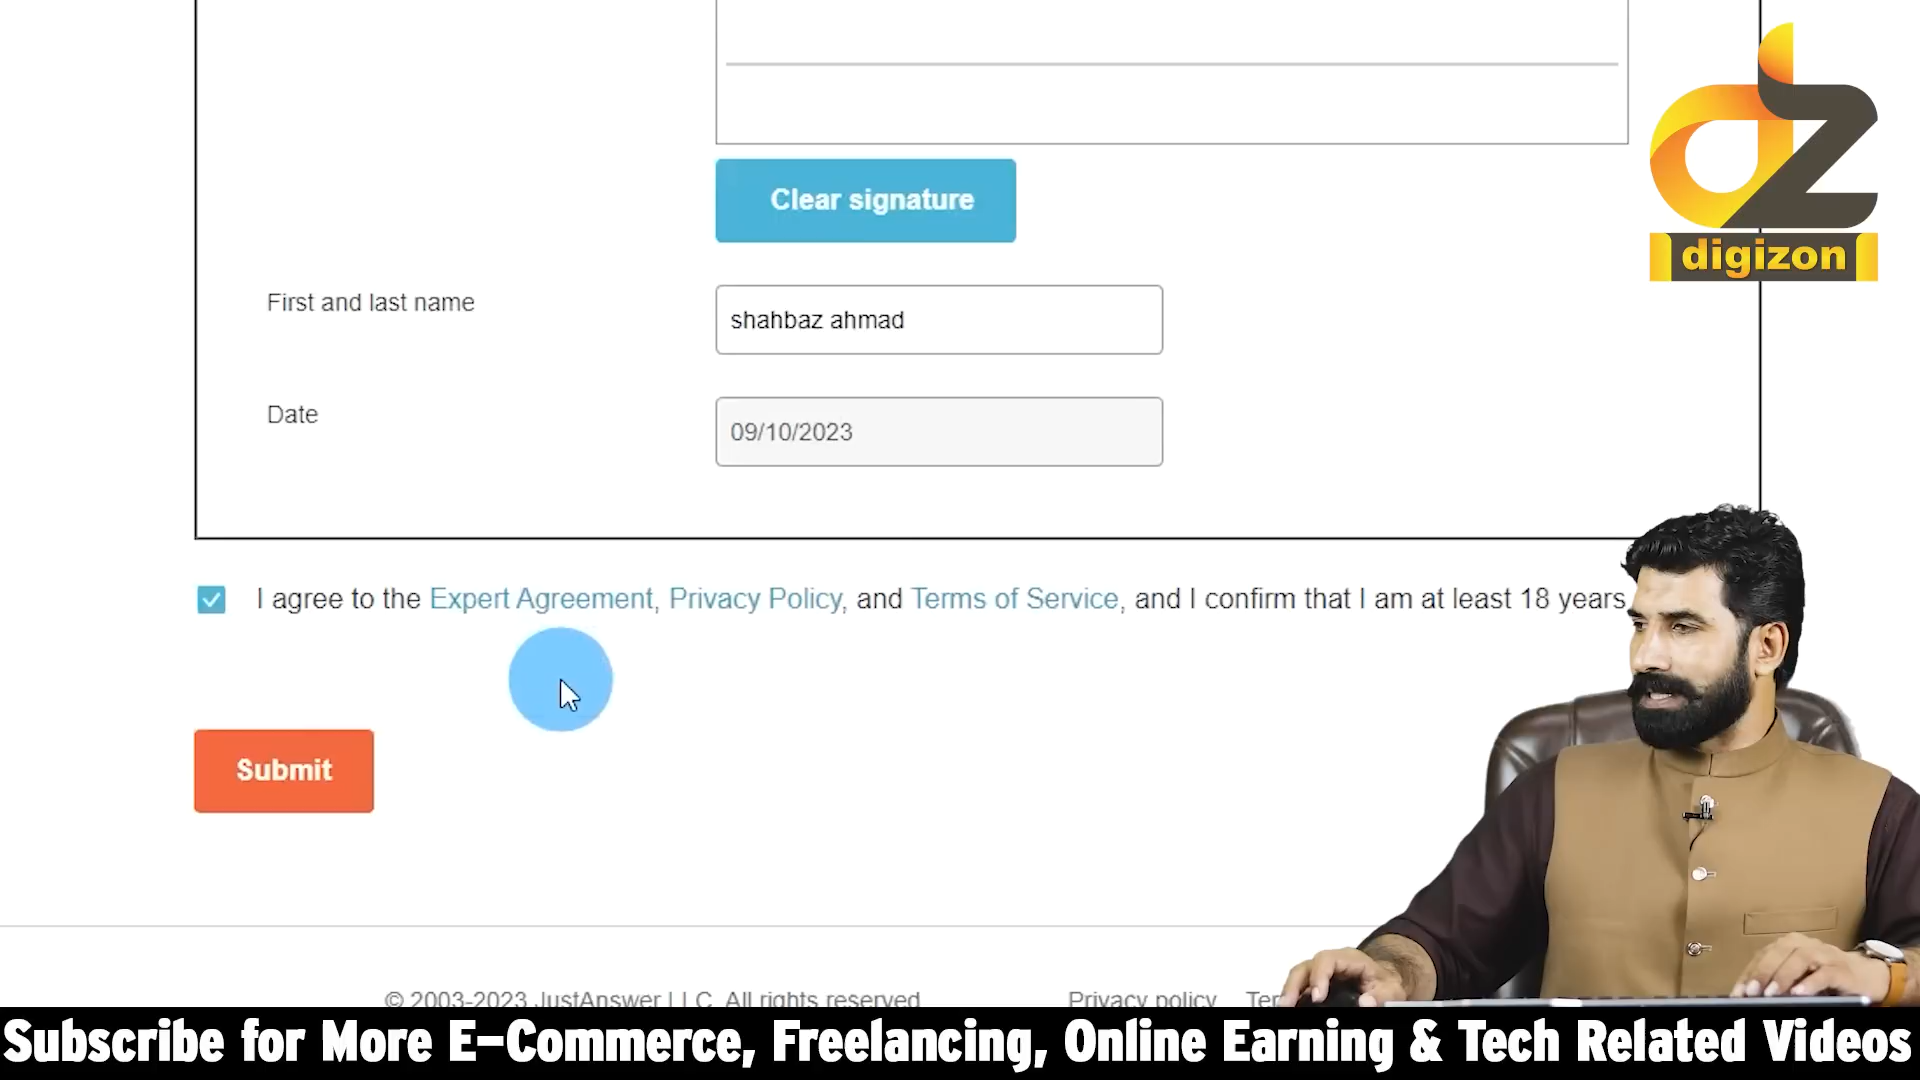 digizon
Clear signature
First and last name
shahbaz ahmad
Date
09/10/2023
I agree to the Expert Agreement, Privacy Policy, and Terms of Service, and I confirm that I am at least 18 years
Submit
© 2003-2023 JustAnswer LLC. All rights reserved
Privacy policy
Subscribe for More E-Commerce, Freelancing, Online Earning & Tech Related Videos